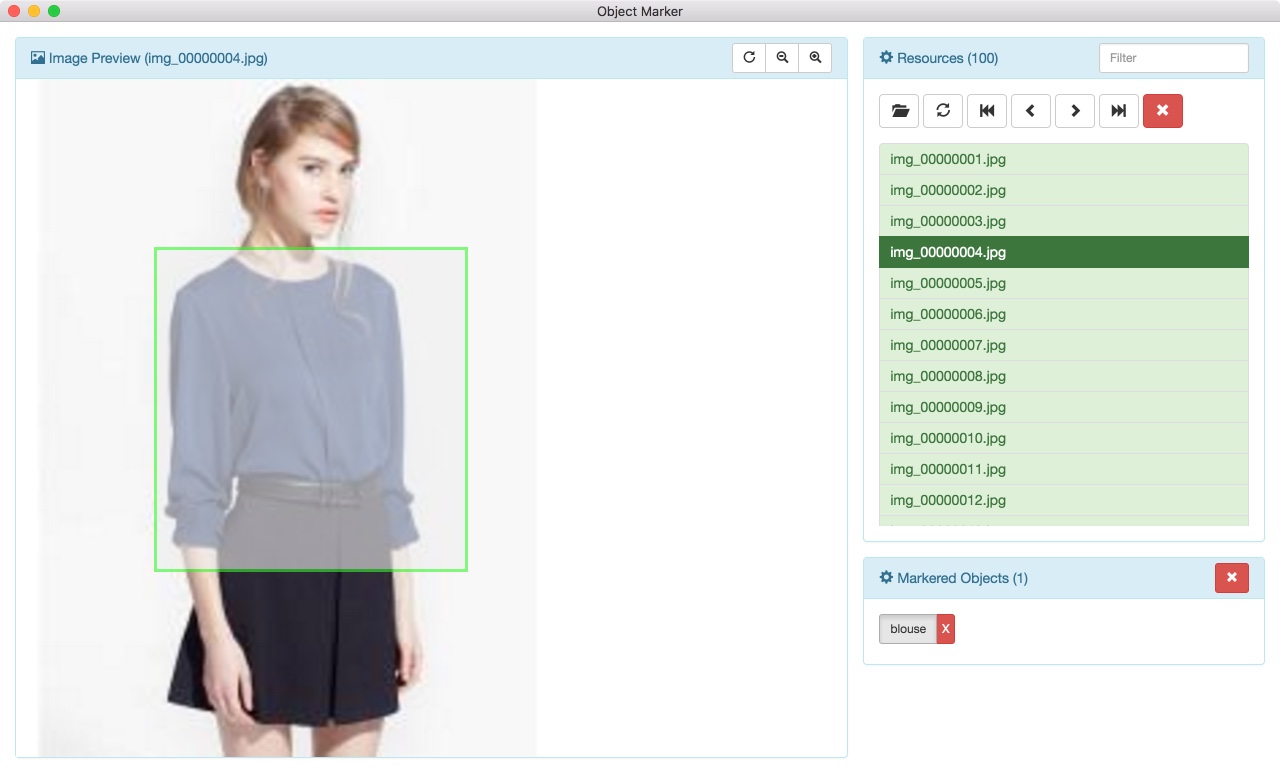 Object Marker
Image Preview (img_00000004.jpg)
Resources (100)
Filter
img_00000001.jpg
img_00000002.jpg
img_00000003.jpg
img_00000004.jpg
img_00000005.jpg
img_00000006.jpg
img_00000007.jpg
img_00000008.jpg
img_00000009.jpg
img_00000010.jpg
img_00000011.jpg
img_00000012.jpg
Markered Objects (1)
blouse X